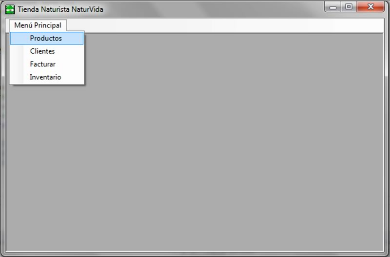 Tienda Naturista NaturVida
Menú Principal
Productos
Clientes
Facturar
Inventario